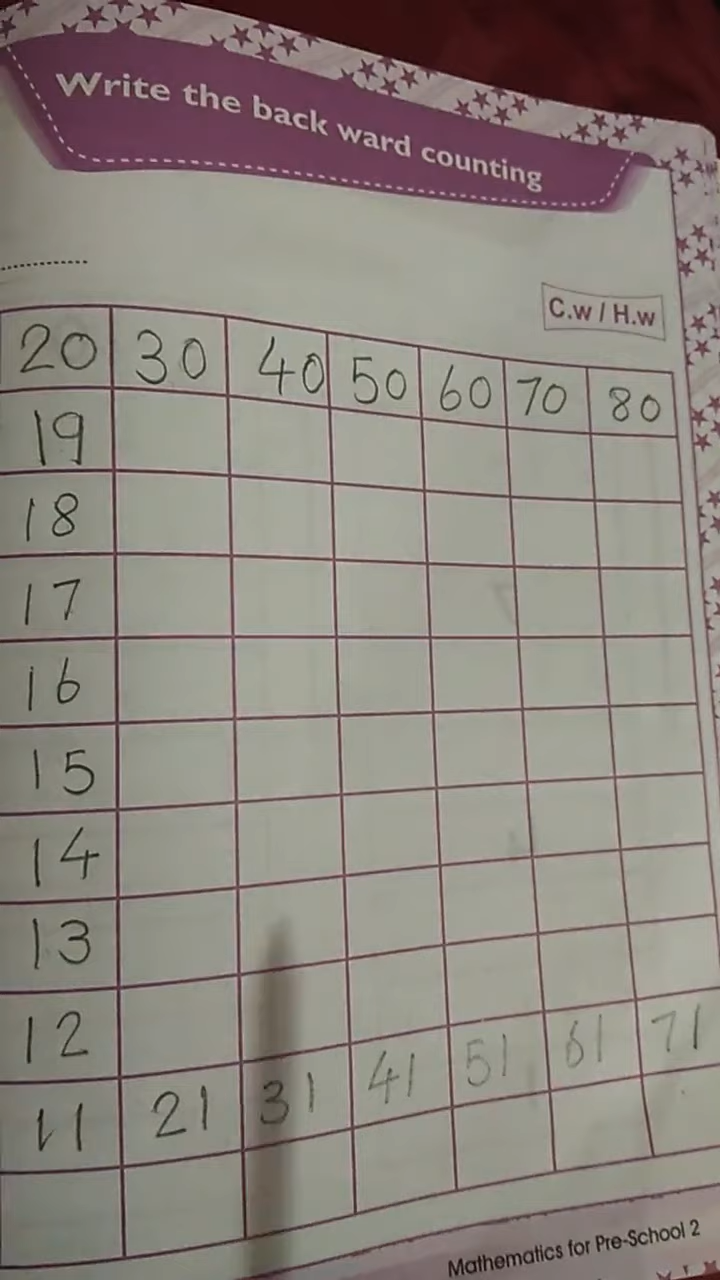 Write the back ward counting
..............
C.w / H.w
20 30 40 50 60 70 80
19
18
17
16
15
14
13
12
11 21 31 41 51 61 71
Mathematics for Pre-School 2